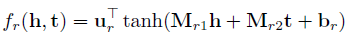 f_r(h, t) = u_r^⊤ tanh(M_{r1}h + M_{r2}t + b_r)